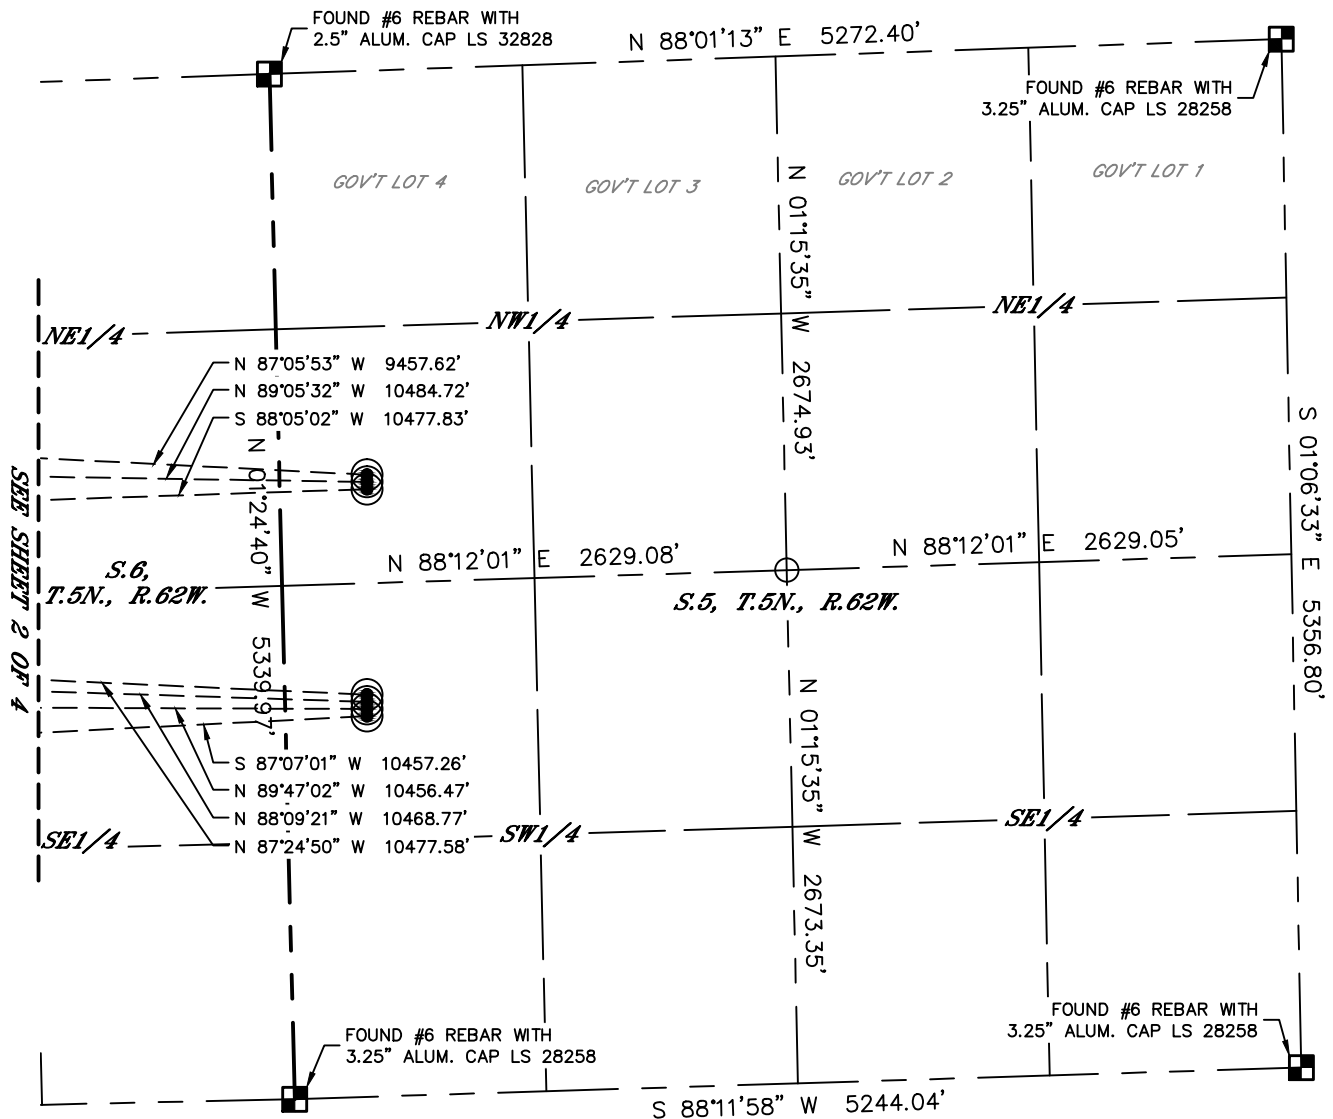 FOUND #6 REBAR WITH
2.5" ALUM. CAP LS 32828
N 88°01'13" E 5272.40'
FOUND #6 REBAR WITH
3.25" ALUM. CAP LS 28258
GOV'T LOT 4
GOV'T LOT 3
GOV'T LOT 2
GOV'T LOT 1
N 01°15'35" W 2674.93'
NE1/4
NW1/4
NE1/4
N 87°05'53" W 9457.62'
N 89°05'32" W 10484.72'
S 88°05'02" W 10477.83'
N 01°24'40" W 5339.97'
S 01°06'33" E 5356.80'
SEE SHEET 2 OF 4
N 88°12'01" E 2629.08'
N 88°12'01" E 2629.05'
S.6,
T.5N., R.62W.
S.5, T.5N., R.62W.
N 01°15'35" W 2673.35'
S 87°07'01" W 10457.26'
N 89°47'02" W 10456.47'
N 88°09'21" W 10468.77'
N 87°24'50" W 10477.58'
SE1/4
SW1/4
SE1/4
FOUND #6 REBAR WITH
3.25" ALUM. CAP LS 28258
FOUND #6 REBAR WITH
3.25" ALUM. CAP LS 28258
S 88°11'58" W 5244.04'